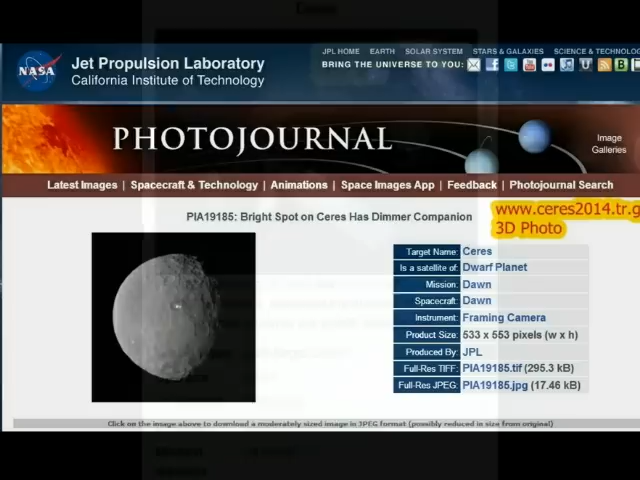 JPL HOME EARTH SOLAR SYSTEM STARS & GALAXIES SCIENCE & TECHNOLOG
NASA
Jet Propulsion Laboratory
California Institute of Technology
BRING THE UNIVERSE TO YOU:
PHOTOJOURNAL
Image
Galleries
Latest Images | Spacecraft & Technology | Animations | Space Images App | Feedback | Photojournal Search
PIA19185: Bright Spot on Ceres Has Dimmer Companion
www.ceres2014.tr.g
3D Photo
Target Name: Ceres
Is a satellite of: Dwarf Planet
Mission: Dawn
Spacecraft: Dawn
Instrument: Framing Camera
Product Size: 533 x 553 pixels (w x h)
Produced By: JPL
Full-Res TIFF: PIA19185.tif (295.3 kB)
Full-Res JPEG: PIA19185.jpg (17.46 kB)
Click on the image above to download a moderately sized image in JPEG format (possibly reduced in size from original)